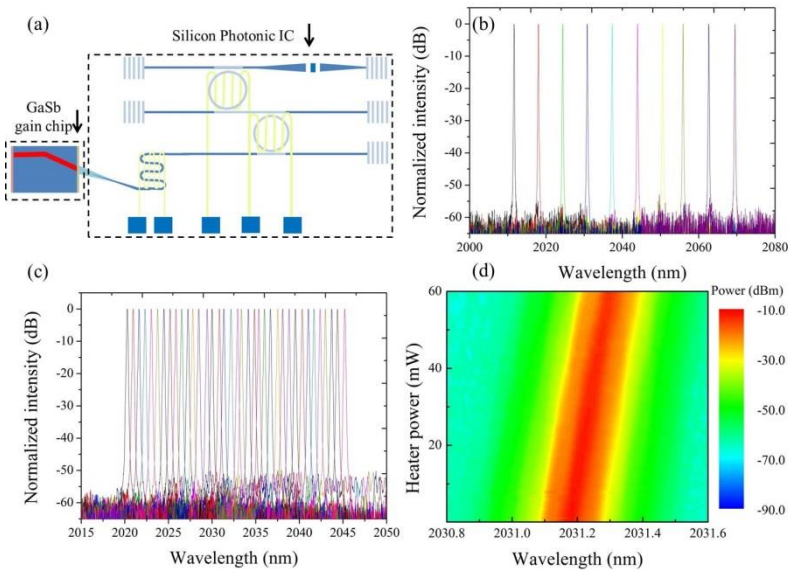 (a)
Silicon Photonic IC
GaSb
gain chip
(b)
Normalized intensity (dB)
0
-10
-20
-30
-40
-50
-60
2000
2020
2040
2060
2080
Wavelength (nm)
(c)
Normalized intensity (dB)
0
-10
-20
-30
-40
-50
-60
2015
2020
2025
2030
2035
2040
2045
2050
Wavelength (nm)
(d)
Power (dBm)
Heater power (mW)
60
40
20
2030.8
2031.0
2031.2
2031.4
2031.6
Wavelength (nm)
-10.0
-30.0
-50.0
-70.0
-90.0